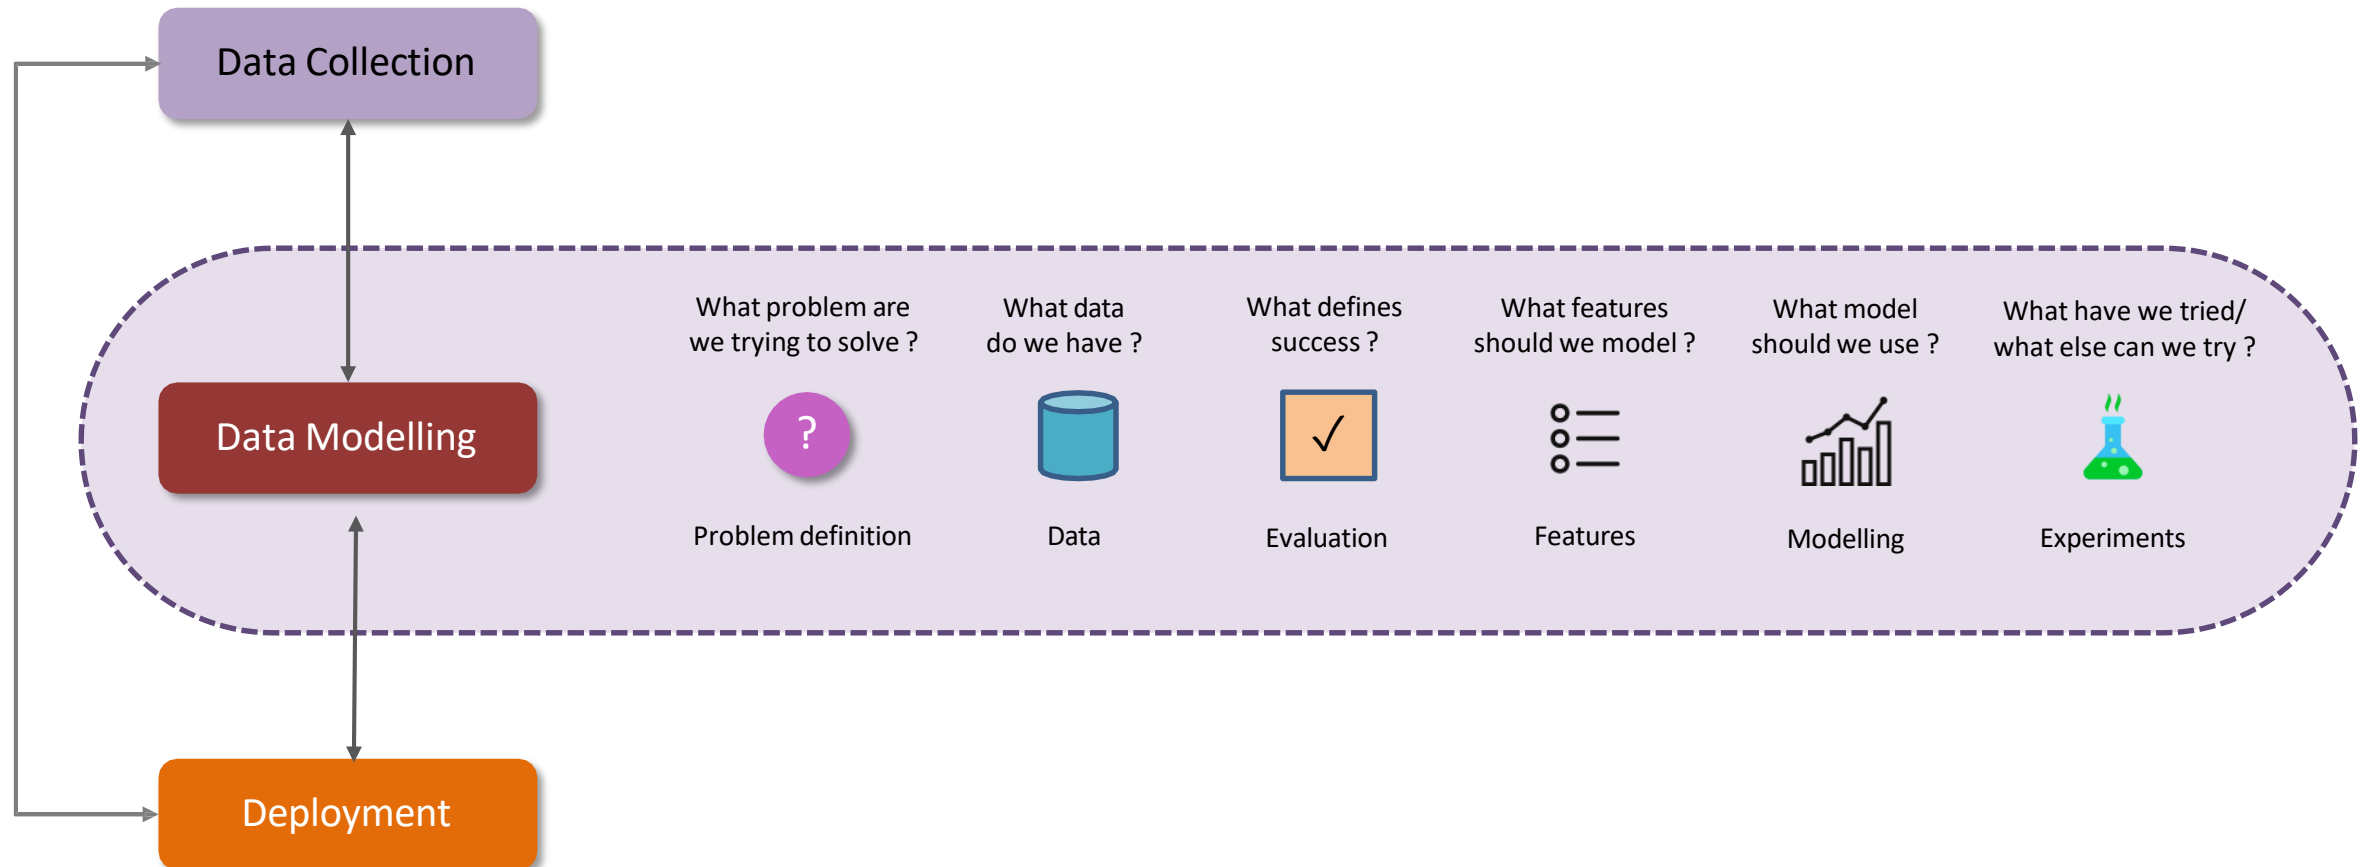 Data Collection
What problem are
we trying to solve ?
What data
do we have ?
What defines
success ?
What features
should we model ?
What model
should we use ?
What have we tried/
what else can we try ?
Data Modelling
?
✓
Problem definition
Data
Evaluation
Features
Modelling
Experiments
Deployment